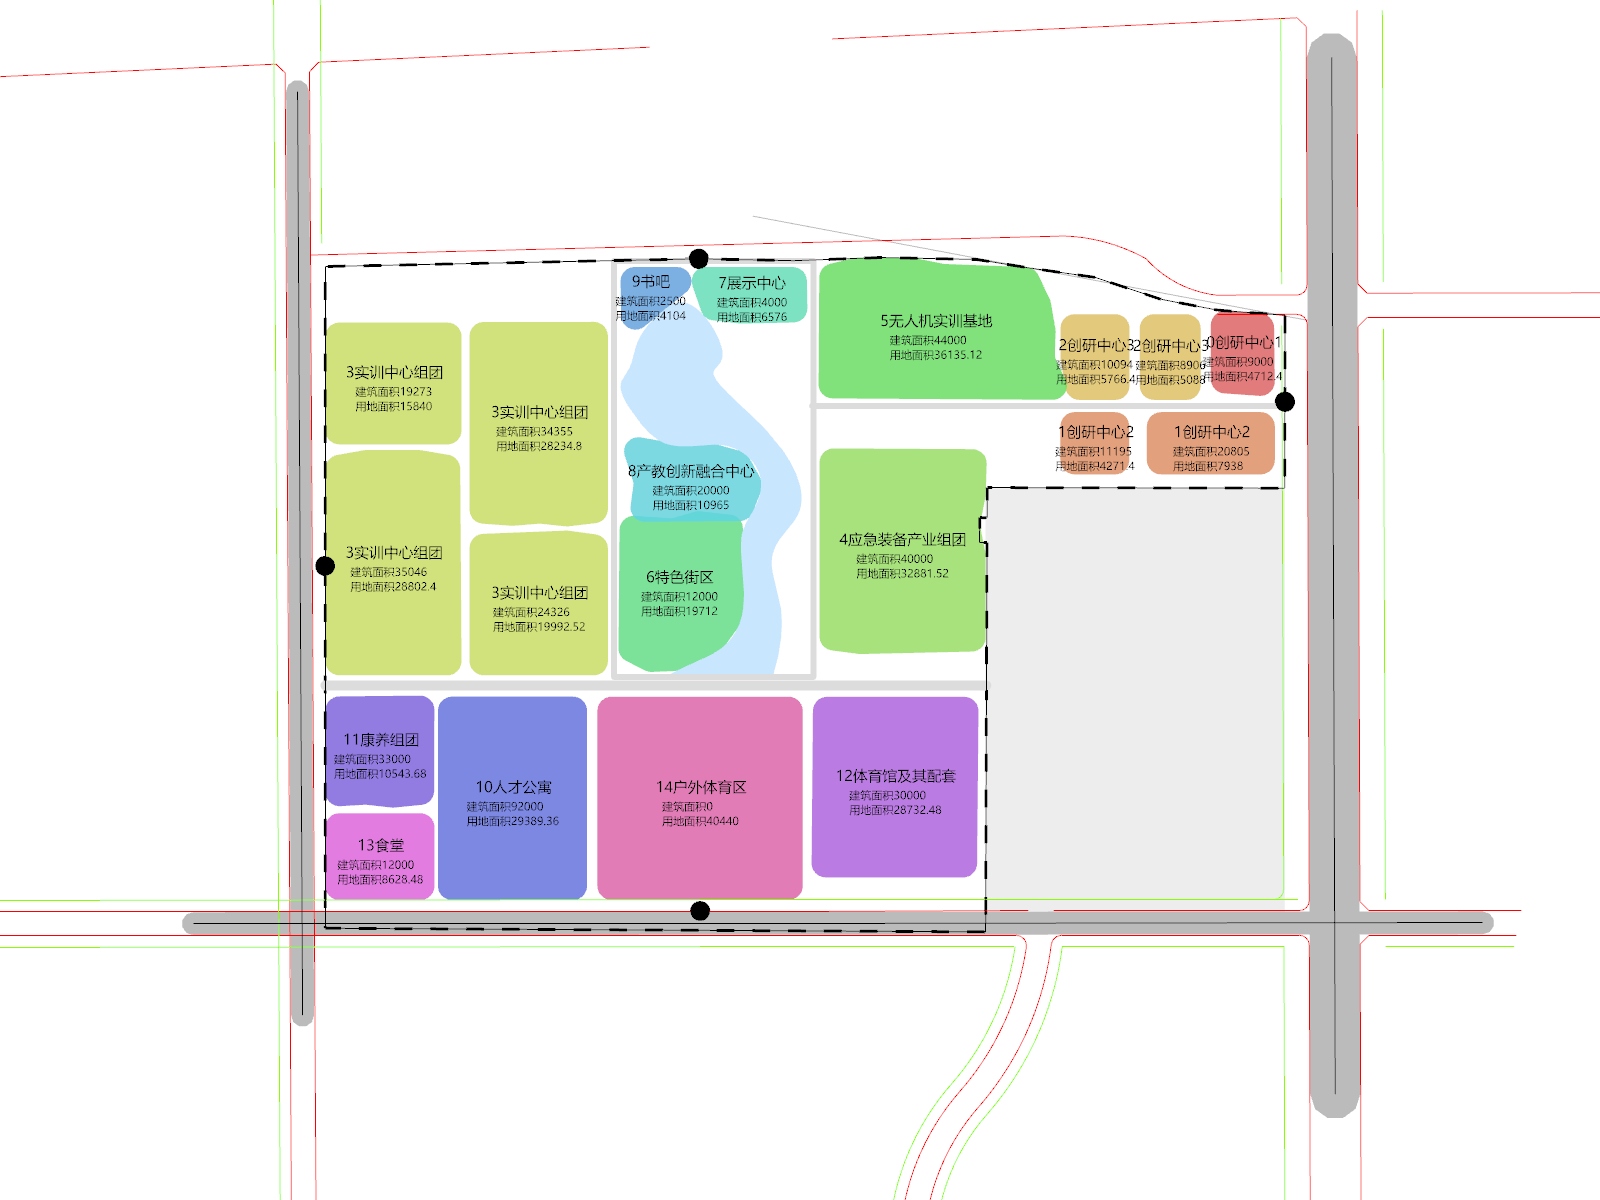 9书吧
建筑面积2500
用地面积4104
7展示中心
建筑面积4000
用地面积6576
5无人机实训基地
建筑面积44000
用地面积36135.12
2创研中心3
建筑面积10094
用地面积5766.4
2创研中心3
建筑面积8906
用地面积5088
0创研中心1
建筑面积9000
用地面积4712.4
3实训中心组团
建筑面积19273
用地面积15840
3实训中心组团
建筑面积34355
用地面积28234.8
1创研中心2
建筑面积11195
用地面积4271.4
1创研中心2
建筑面积20805
用地面积7938
8产教创新融合中心
建筑面积20000
用地面积10965
3实训中心组团
建筑面积35046
用地面积28802.4
3实训中心组团
建筑面积24326
用地面积19992.52
6特色街区
建筑面积12000
用地面积19712
4应急装备产业组团
建筑面积40000
用地面积32881.52
11康养组团
建筑面积33000
用地面积10543.68
10人才公寓
建筑面积92000
用地面积29389.36
14户外体育区
建筑面积0
用地面积40440
12体育馆及其配套
建筑面积30000
用地面积28732.48
13食堂
建筑面积12000
用地面积8628.48